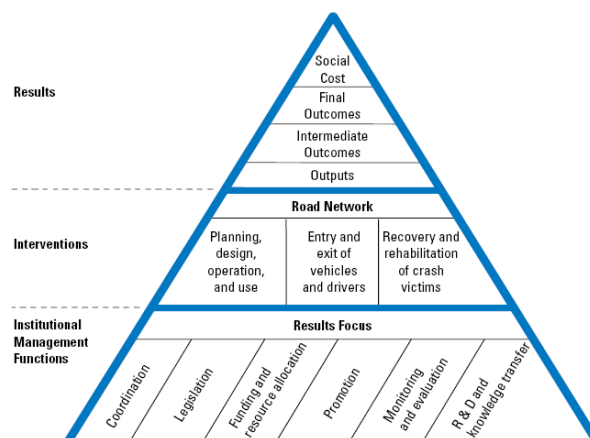 Results
Social
Cost
Final
Outcomes
Intermediate
Outcomes
Outputs
Interventions
Road Network
Planning,
design,
operation,
and use
Entry and
exit of
vehicles
and drivers
Recovery and
rehabilitation
of crash
victims
Institutional
Management
Functions
Results Focus
Coordination
Legislation
Funding and
resource allocation
Promotion
Monitoring
and evaluation
R & D and
knowledge transfer